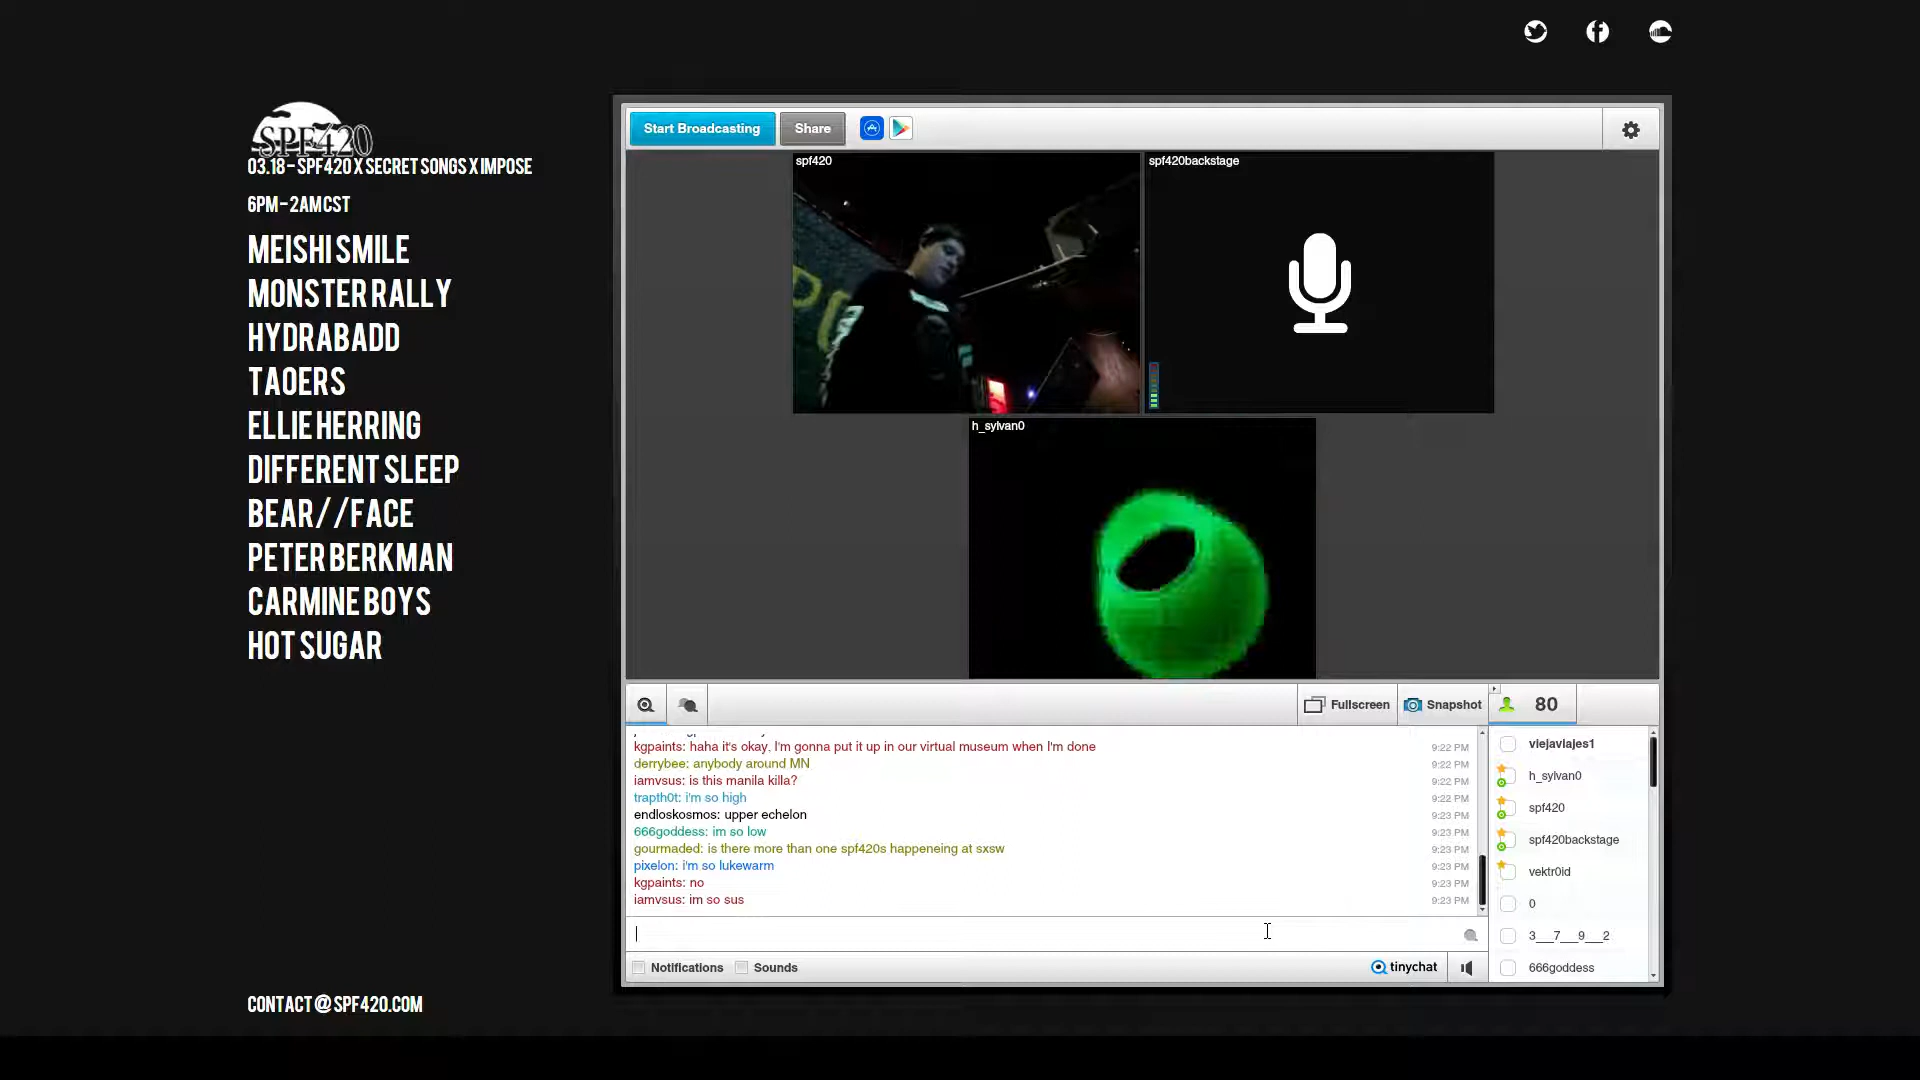 SPF420
03.18 - SPF420 X SECRET SONGS X IMPOSE
6PM - 2AM CST
MEISHI SMILE
MONSTER RALLY
HYDRABADD
TAOERS
ELLIE HERRING
DIFFERENT SLEEP
BEAR//FACE
PETER BERKMAN
CARMINE BOYS
HOT SUGAR
CONTACT@SPF420.COM
Start Broadcasting
Share
spf420
spf420backstage
h_sylvan0
Fullscreen
Snapshot
80
kgpaints: haha it's okay, I'm gonna put it up in our virtual museum when I'm done 9:22 PM
derrybee: anybody around MN 9:22 PM
iamvsus: is this manila killa? 9:22 PM
trapth0t: i'm so high 9:22 PM
endloskosmos: upper echelon 9:23 PM
666goddess: im so low 9:23 PM
gourmaded: is there more than one spf420s happeneing at sxsw 9:23 PM
pixelon: i'm so lukewarm 9:23 PM
kgpaints: no 9:23 PM
iamvsus: im so sus 9:23 PM
Notifications
Sounds
tinychat
viejaviajes1
h_sylvan0
spf420
spf420backstage
vektr0id
0
3__7__9__2
666goddess